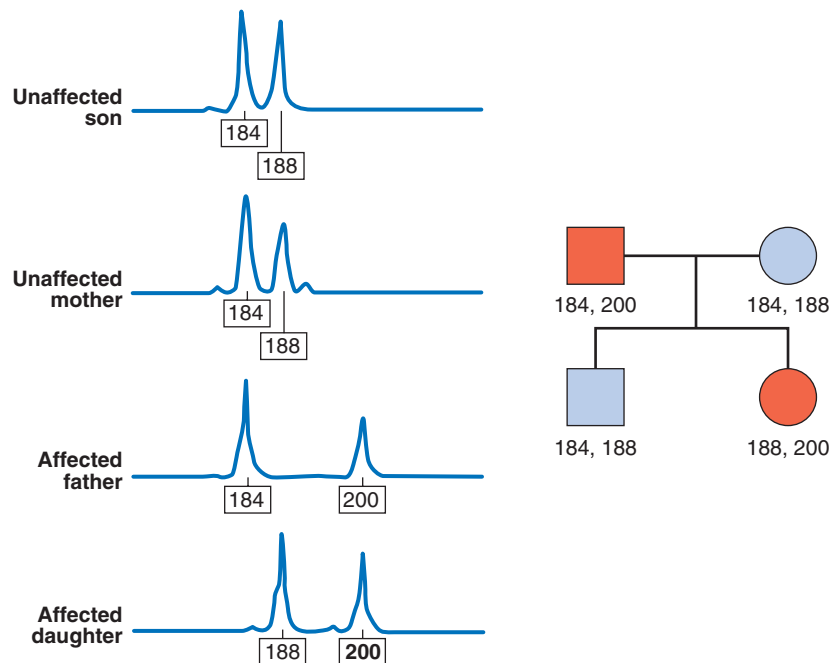 Unaffected
son
184
188
Unaffected
mother
184
188
Affected
father
184
200
Affected
daughter
188
200
184, 200
184, 188
184, 188
188, 200